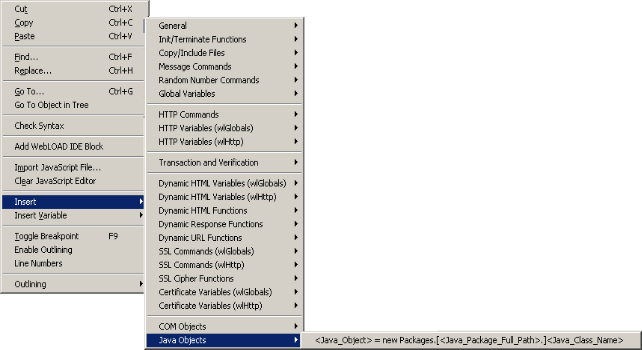 Cut Ctrl+X
Copy Ctrl+C
Paste Ctrl+V
Find... Ctrl+F
Replace... Ctrl+H
Go To... Ctrl+G
Go To Object in Tree
Check Syntax
Add WebLOAD IDE Block
Import JavaScript File...
Clear JavaScript Editor
Insert
Insert Variable
Toggle Breakpoint F9
Enable Outlining
Line Numbers
Outlining
General
Init/Terminate Functions
Copy/Include Files
Message Commands
Random Number Commands
Global Variables
HTTP Commands
HTTP Variables (wlGlobals)
HTTP Variables (wlHttp)
Transaction and Verification
Dynamic HTML Variables (wlGlobals)
Dynamic HTML Variables (wlHttp)
Dynamic HTML Functions
Dynamic Response Functions
Dynamic URL Functions
SSL Commands (wlGlobals)
SSL Commands (wlHttp)
SSL Cipher Functions
Certificate Variables (wlGlobals)
Certificate Variables (wlHttp)
COM Objects
Java Objects
<Java_Object> = new Packages.[<Java_Package_Full_Path>.]<Java_Class_Name>